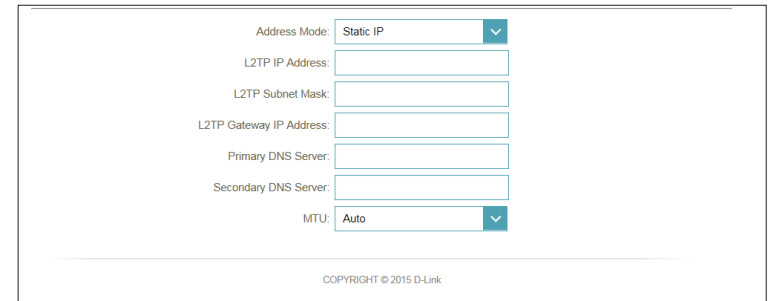 Address Mode: Static IP
L2TP IP Address:
L2TP Subnet Mask:
L2TP Gateway IP Address:
Primary DNS Server:
Secondary DNS Server:
MTU: Auto
COPYRIGHT © 2015 D-Link